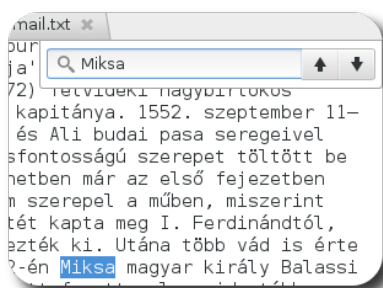 mail.txt
Miksa
felvidéki nagybirtokos
kapitánya. 1552. szeptember 11–
és Ali budai pasa seregeivel
sfontosságú szerepet töltött be
hetben már az első fejezetben
szerepel a műben, miszerint
tét kapta meg I. Ferdinándtól,
ezték ki. Utána több vád is érte
2-én Miksa magyar király Balassi